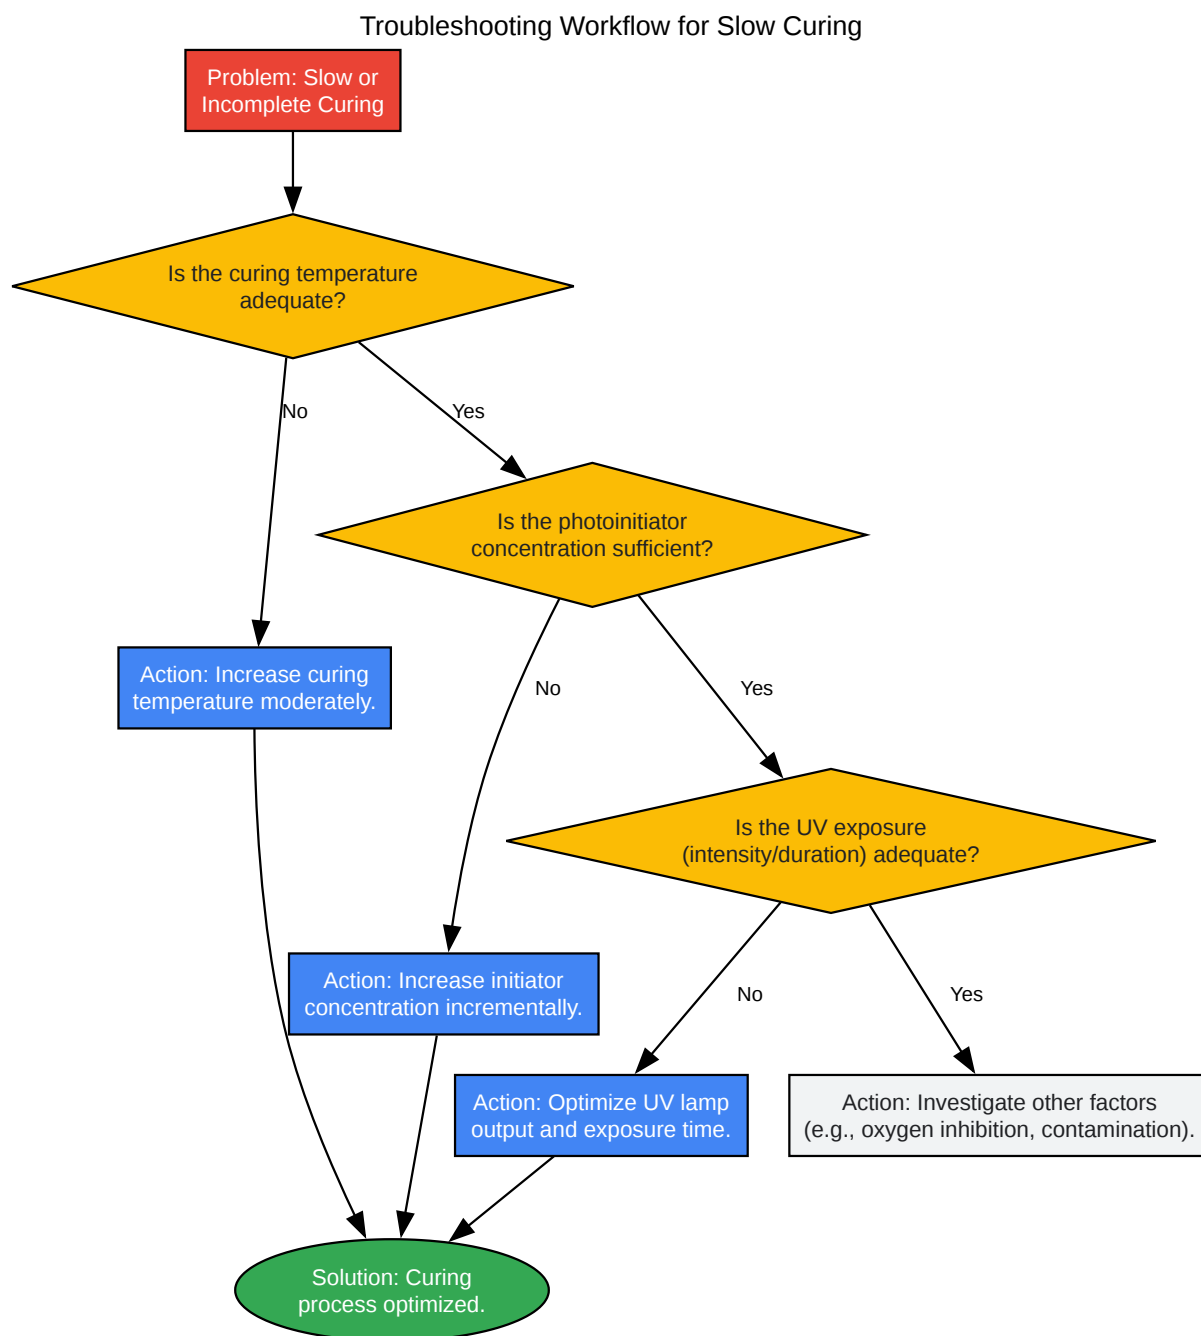 Troubleshooting Workflow for Slow Curing
Problem: Slow or
Incomplete Curing
Is the curing temperature
adequate?
No
Yes
Is the photoinitiator
concentration sufficient?
Action: Increase curing
temperature moderately.
No
Yes
Is the UV exposure
(intensity/duration) adequate?
Action: Increase initiator
concentration incrementally.
No
Yes
Action: Optimize UV lamp
output and exposure time.
Action: Investigate other factors
(e.g., oxygen inhibition, contamination).
Solution: Curing
process optimized.